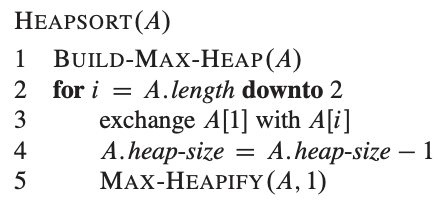 HEAPSORT(A)
1 BUILD-MAX-HEAP(A)
2 for i = A.length downto 2
3 exchange A[1] with A[i]
4 A.heap-size = A.heap-size − 1
5 MAX-HEAPIFY(A, 1)